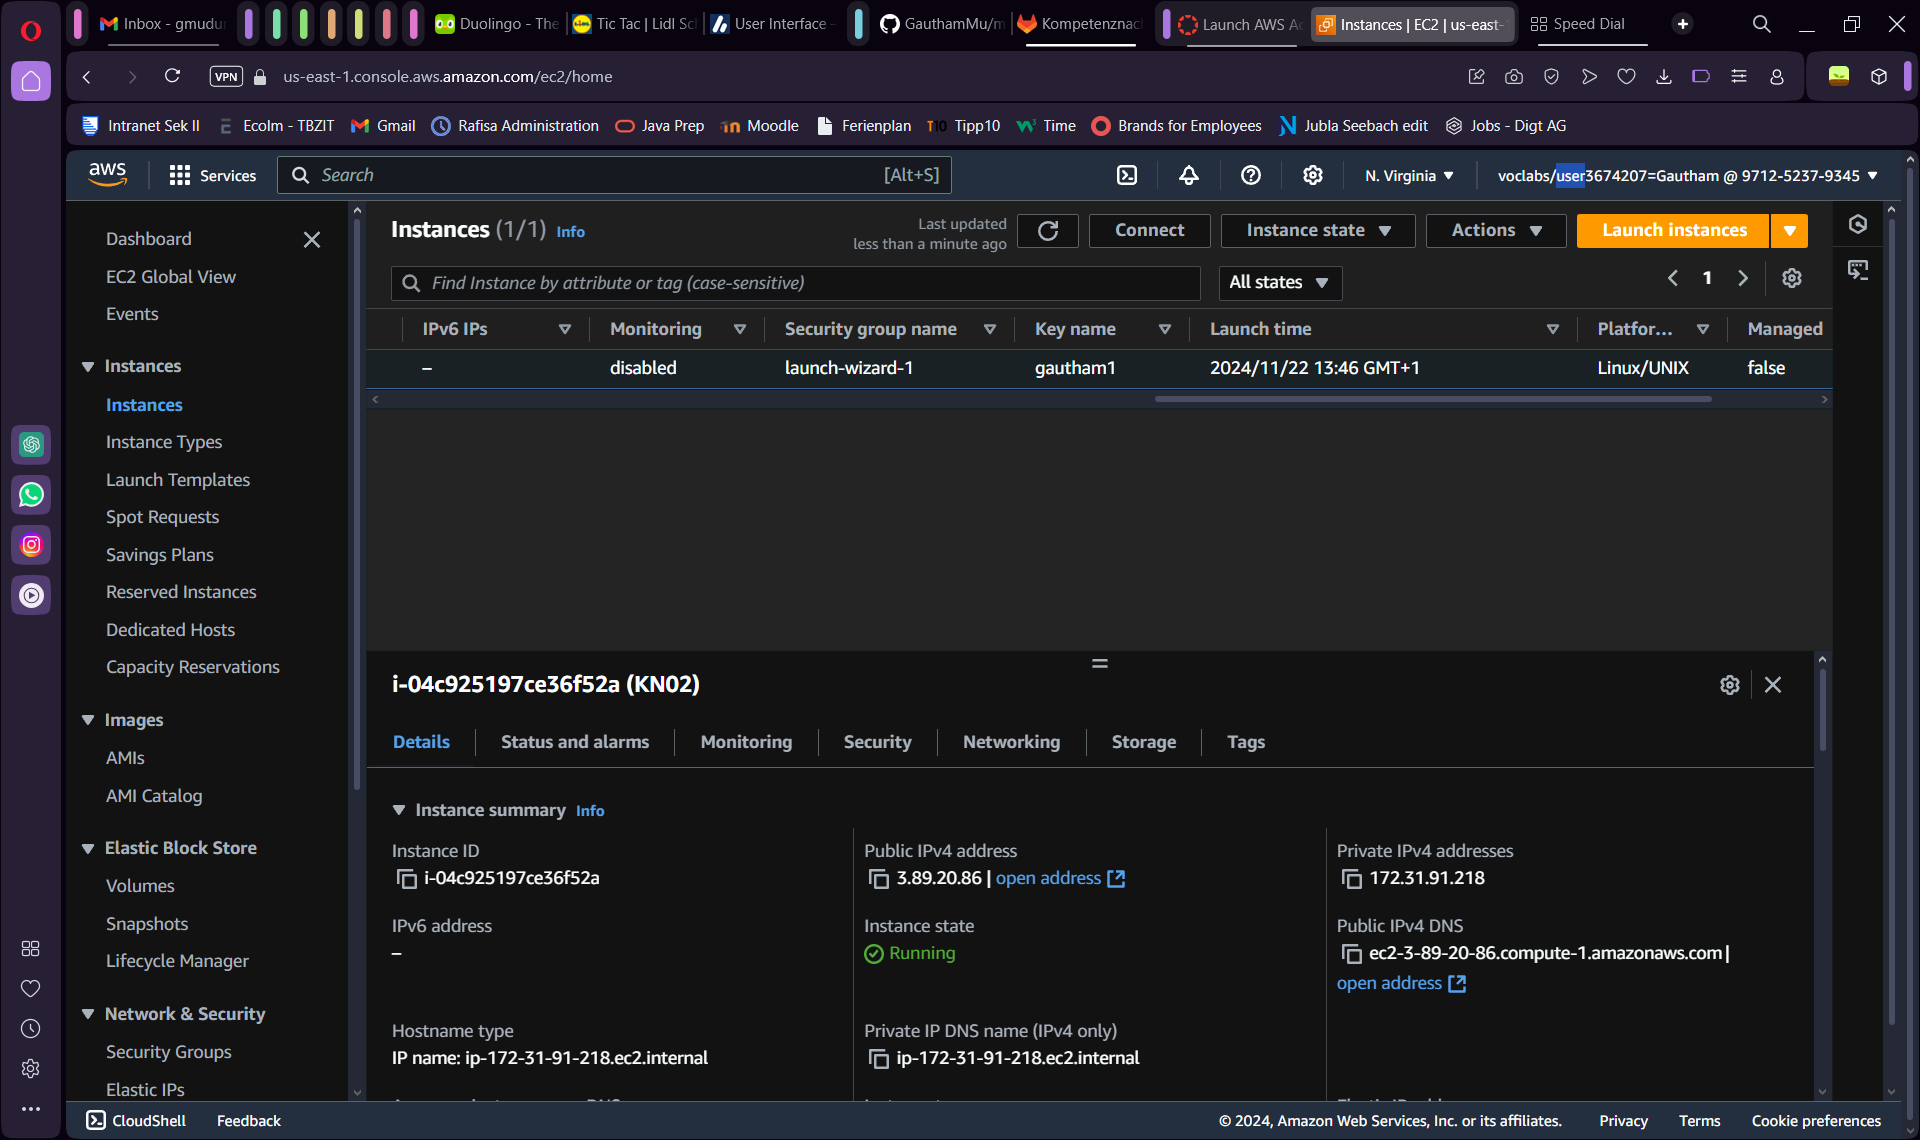 Inbox - gmudur
Duolingo - The
Tic Tac | Lidl Sc
User Interface -
GauthamMu/m
Kompetenznac
Launch AWS Ac
Instances | EC2 | us-east-
Speed Dial
VPN
us-east-1.console.aws.amazon.com/ec2/home
Intranet Sek II
Ecolm - TBZIT
Gmail
Rafisa Administration
Java Prep
Moodle
Ferienplan
Tipp10
Time
Brands for Employees
Jubla Seebach edit
Jobs - Digt AG
aws
Services
Search
[Alt+S]
N. Virginia
voclabs/user3674207=Gautham @ 9712-5237-9345
Dashboard
EC2 Global View
Events
Instances
Instances
Instance Types
Launch Templates
Spot Requests
Savings Plans
Reserved Instances
Dedicated Hosts
Capacity Reservations
Images
AMIs
AMI Catalog
Elastic Block Store
Volumes
Snapshots
Lifecycle Manager
Network & Security
Security Groups
Elastic IPs
Instances (1/1) Info
Last updated
less than a minute ago
Connect
Instance state
Actions
Launch instances
Find Instance by attribute or tag (case-sensitive)
All states
1
IPv6 IPs
Monitoring
Security group name
Key name
Launch time
Platfor...
Managed
–
disabled
launch-wizard-1
gautham1
2024/11/22 13:46 GMT+1
Linux/UNIX
false
i-04c925197ce36f52a (KN02)
Details
Status and alarms
Monitoring
Security
Networking
Storage
Tags
Instance summary Info
Instance ID
i-04c925197ce36f52a
Public IPv4 address
3.89.20.86 | open address
Private IPv4 addresses
172.31.91.218
IPv6 address
–
Instance state
Running
Public IPv4 DNS
ec2-3-89-20-86.compute-1.amazonaws.com |
open address
Hostname type
IP name: ip-172-31-91-218.ec2.internal
Private IP DNS name (IPv4 only)
ip-172-31-91-218.ec2.internal
CloudShell
Feedback
© 2024, Amazon Web Services, Inc. or its affiliates.
Privacy
Terms
Cookie preferences